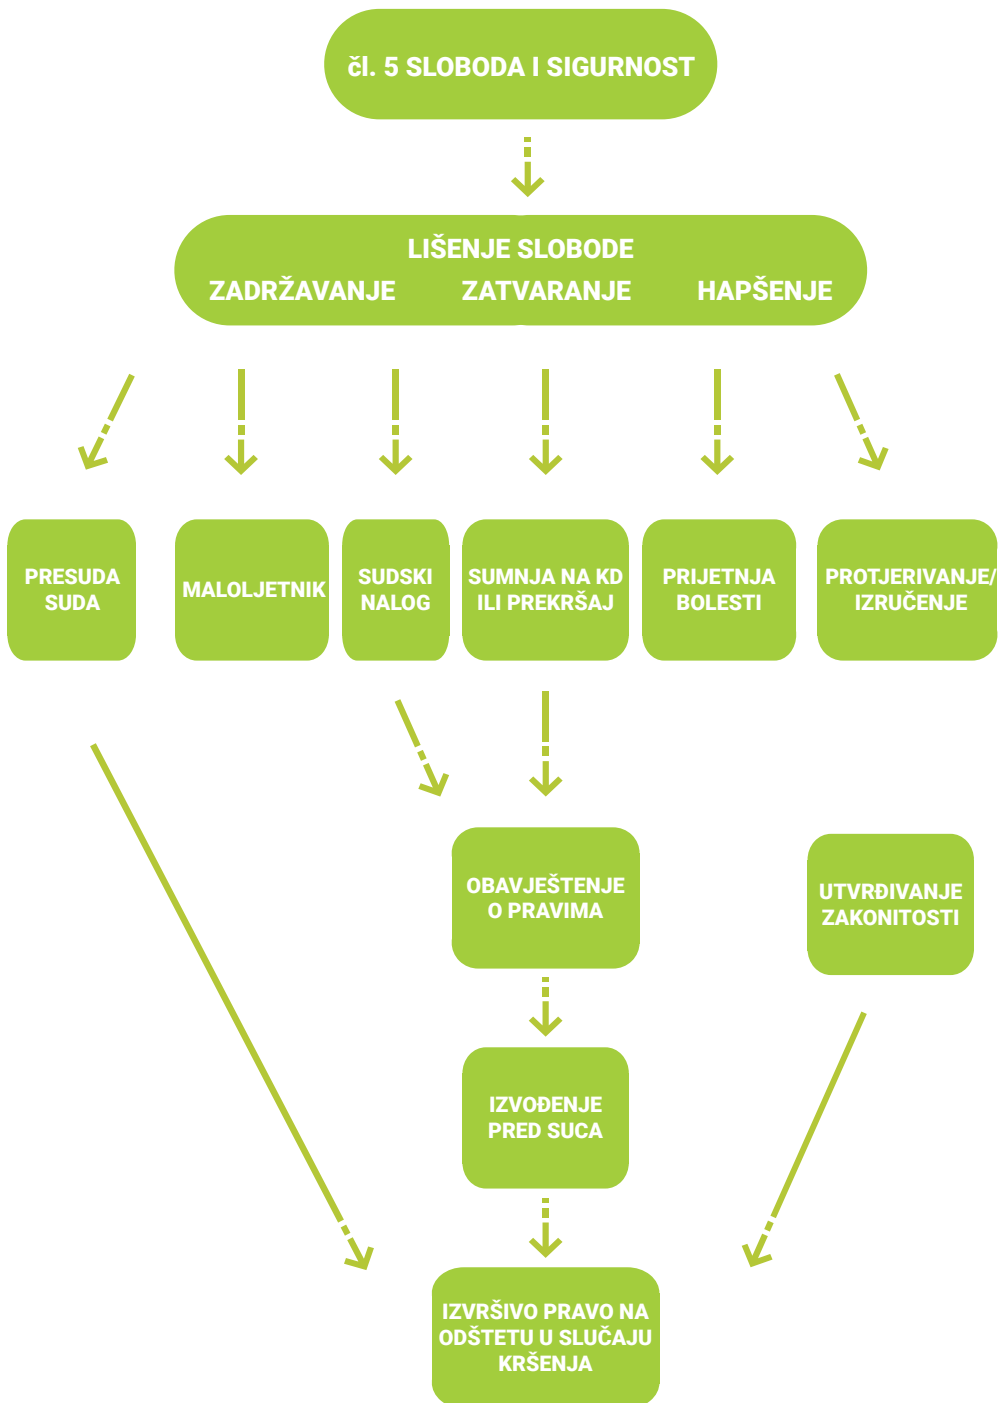 čl. 5 SLOBODA I SIGURNOST
LIŠENJE SLOBODE
ZADRŽAVANJE ZATVARANJE HAPŠENJE
PRESUDA
SUDA
MALOLJETNIK
SUDSKI
NALOG
SUMNJA NA KD
ILI PREKRŠAJ
PRIJETNJA
BOLESTI
PROTJERIVANJE/
IZRUČENJE
OBAVJEŠTENJE
O PRAVIMA
UTVRĐIVANJE
ZAKONITOSTI
IZVOĐENJE
PRED SUCA
IZVRŠIVO PRAVO NA
ODŠTETU U SLUČAJU
KRŠENJA